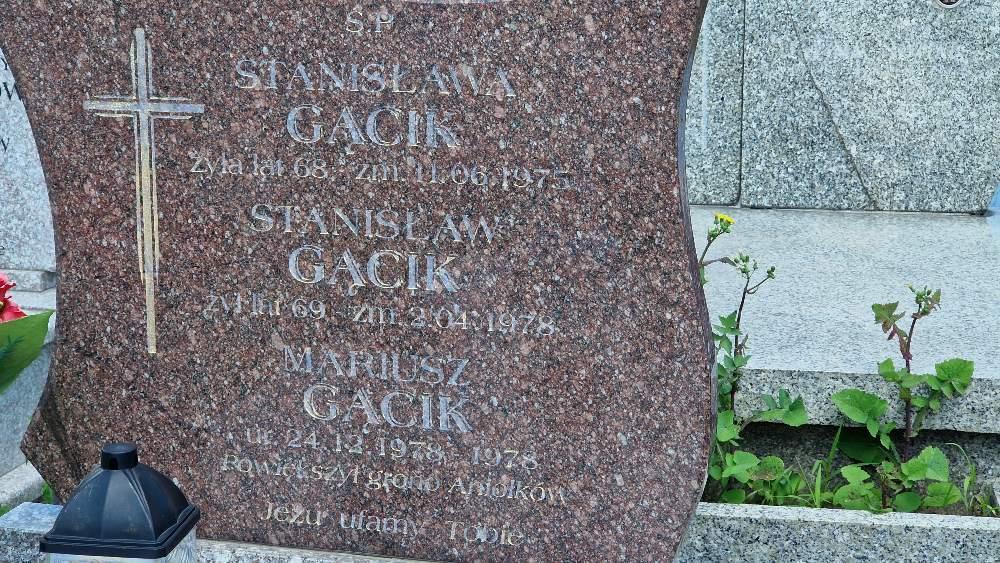 Ś.P.
STANISŁAWA
GĄCIK
żyła lat 68. zm. 11.06.1975.
STANISŁAW
GĄCIK
żył lat 69. zm. 2.04.1978.
MARIUSZ
GĄCIK
ur. 24.12.1978. 1978
Powiększył grono Aniołków
Jezu ufamy Tobie